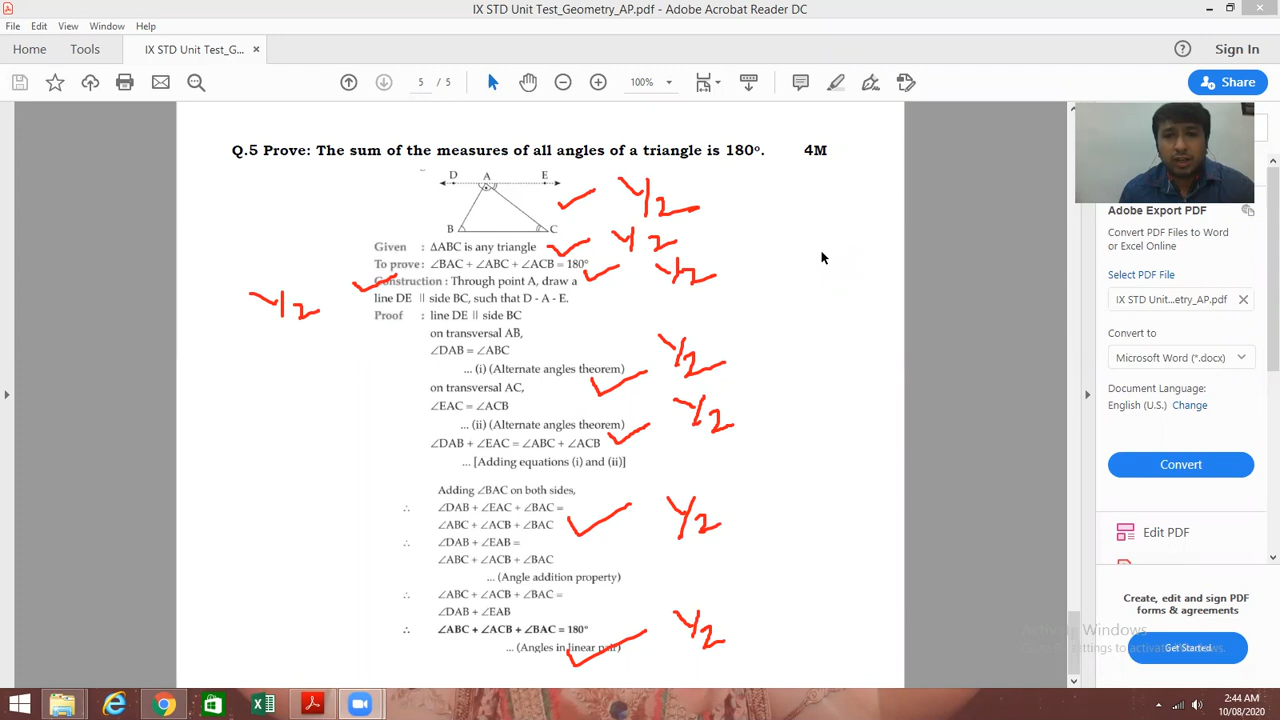 IX STD Unit Test_Geometry_AP.pdf - Adobe Acrobat Reader DC
File Edit View Window Help
Home Tools IX STD Unit Test_G... × Sign In
5 / 5 100% Share
Q.5 Prove: The sum of the measures of all angles of a triangle is 180°. 4M
D A E
1/2
B C
Given : ΔABC is any triangle 1/2
To prove : ∠BAC + ∠ABC + ∠ACB = 180° 1/2
Construction : Through point A, draw a
1/2
line DE || side BC, such that D - A - E.
Proof : line DE || side BC
on transversal AB,
∠DAB = ∠ABC 1/2
... (i) (Alternate angles theorem)
on transversal AC,
∠EAC = ∠ACB 1/2
... (ii) (Alternate angles theorem)
∠DAB + ∠EAC = ∠ABC + ∠ACB
... [Adding equations (i) and (ii)]
Adding ∠BAC on both sides,
∴ ∠DAB + ∠EAC + ∠BAC = 1/2
∠ABC + ∠ACB + ∠BAC
∴ ∠DAB + ∠EAB =
∠ABC + ∠ACB + ∠BAC
... (Angle addition property)
∴ ∠ABC + ∠ACB + ∠BAC =
∠DAB + ∠EAB
∴ ∠ABC + ∠ACB + ∠BAC = 180° 1/2
... (Angles in linear pair)
Adobe Export PDF
Convert PDF Files to Word
or Excel Online
Select PDF File
IX STD Unit...etry_AP.pdf ×
Convert to
Microsoft Word (*.docx)
Document Language:
English (U.S.) Change
Convert
Edit PDF
Create, edit and sign PDF
forms & agreements
Get Started
Activate Windows
Go to Settings to activate Windows.
2:44 AM
10/08/2020